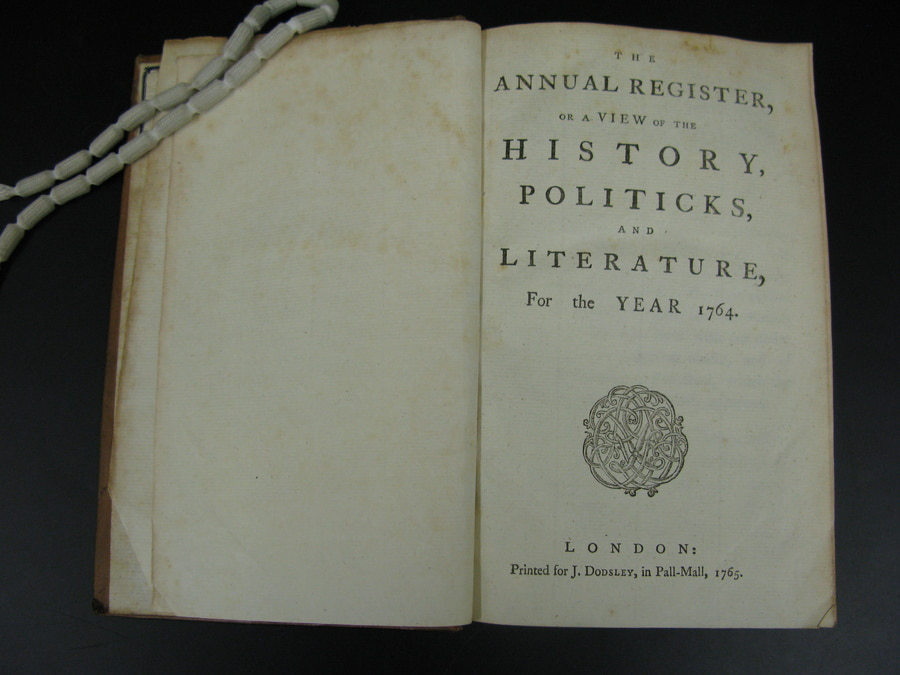 THE
ANNUAL REGISTER,
OR A VIEW OF THE
HISTORY,
POLITICKS,
AND
LITERATURE,
For the YEAR 1764.
LONDON:
Printed for J. DODSLEY, in Pall-Mall, 1765.